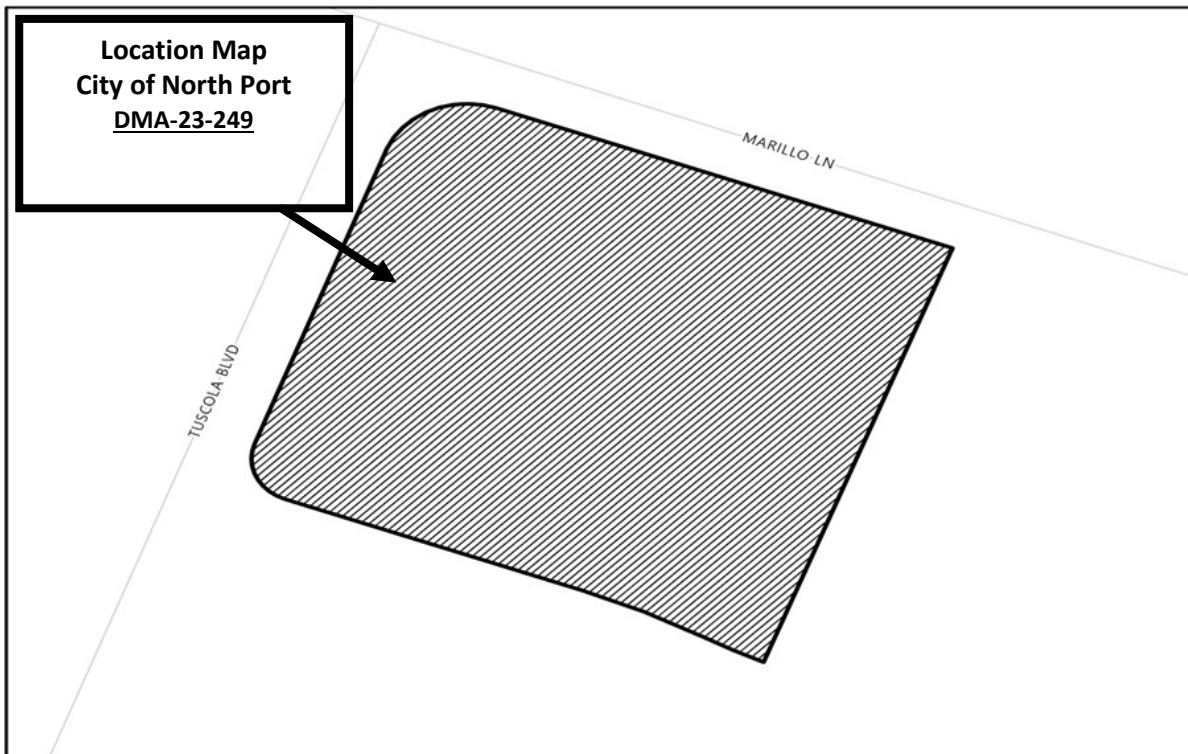 Location Map
City of North Port
DMA-23-249
MARILLO LN
TUSCOLA BLVD